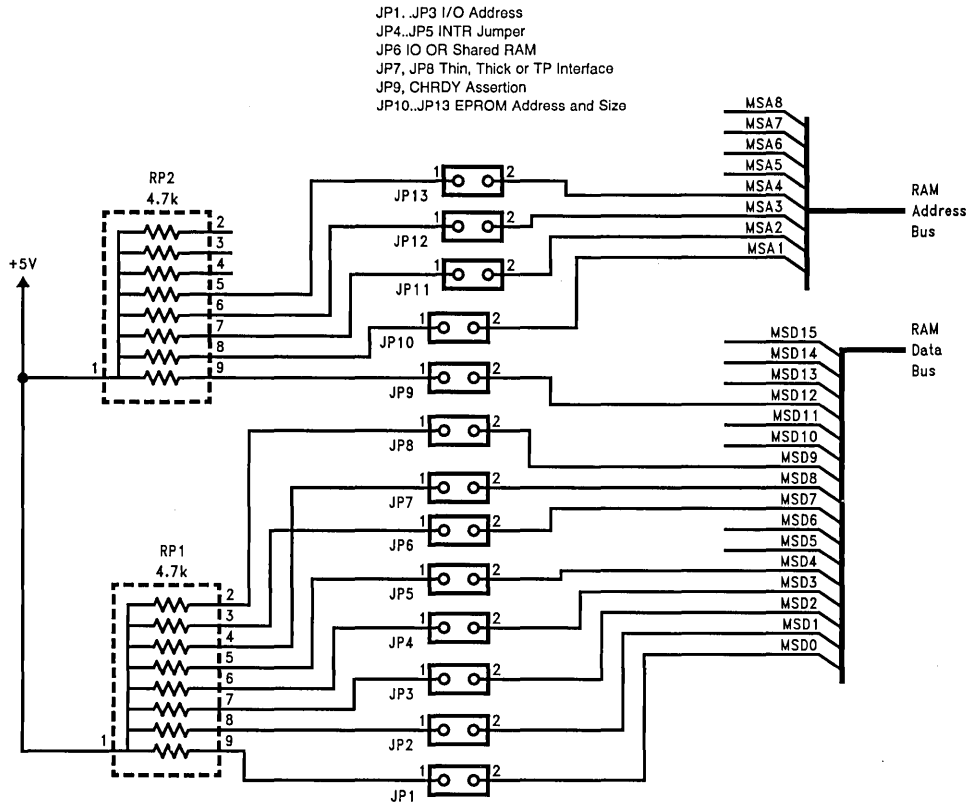 JP1. .JP3 I/O Address
JP4..JP5 INTR Jumper
JP6 IO OR Shared RAM
JP7, JP8 Thin, Thick or TP Interface
JP9, CHRDY Assertion
JP10..JP13 EPROM Address and Size
MSA8
MSA7
MSA6
MSA5
MSA4
MSA3
MSA2
MSA1
RAM
Address
Bus
RP2
4.7k
2
3
4
5
6
7
8
9
1
+5V
1 2
JP13
1 2
JP12
1 2
JP11
1 2
JP10
1 2
JP9
1 2
JP8
1 2
JP7
1 2
JP6
1 2
JP5
1 2
JP4
1 2
JP3
1 2
JP2
1 2
JP1
MSD15
MSD14
MSD13
MSD12
MSD11
MSD10
MSD9
MSD8
MSD7
MSD6
MSD5
MSD4
MSD3
MSD2
MSD1
MSD0
RAM
Data
Bus
RP1
4.7k
2
3
4
5
6
7
8
9
1